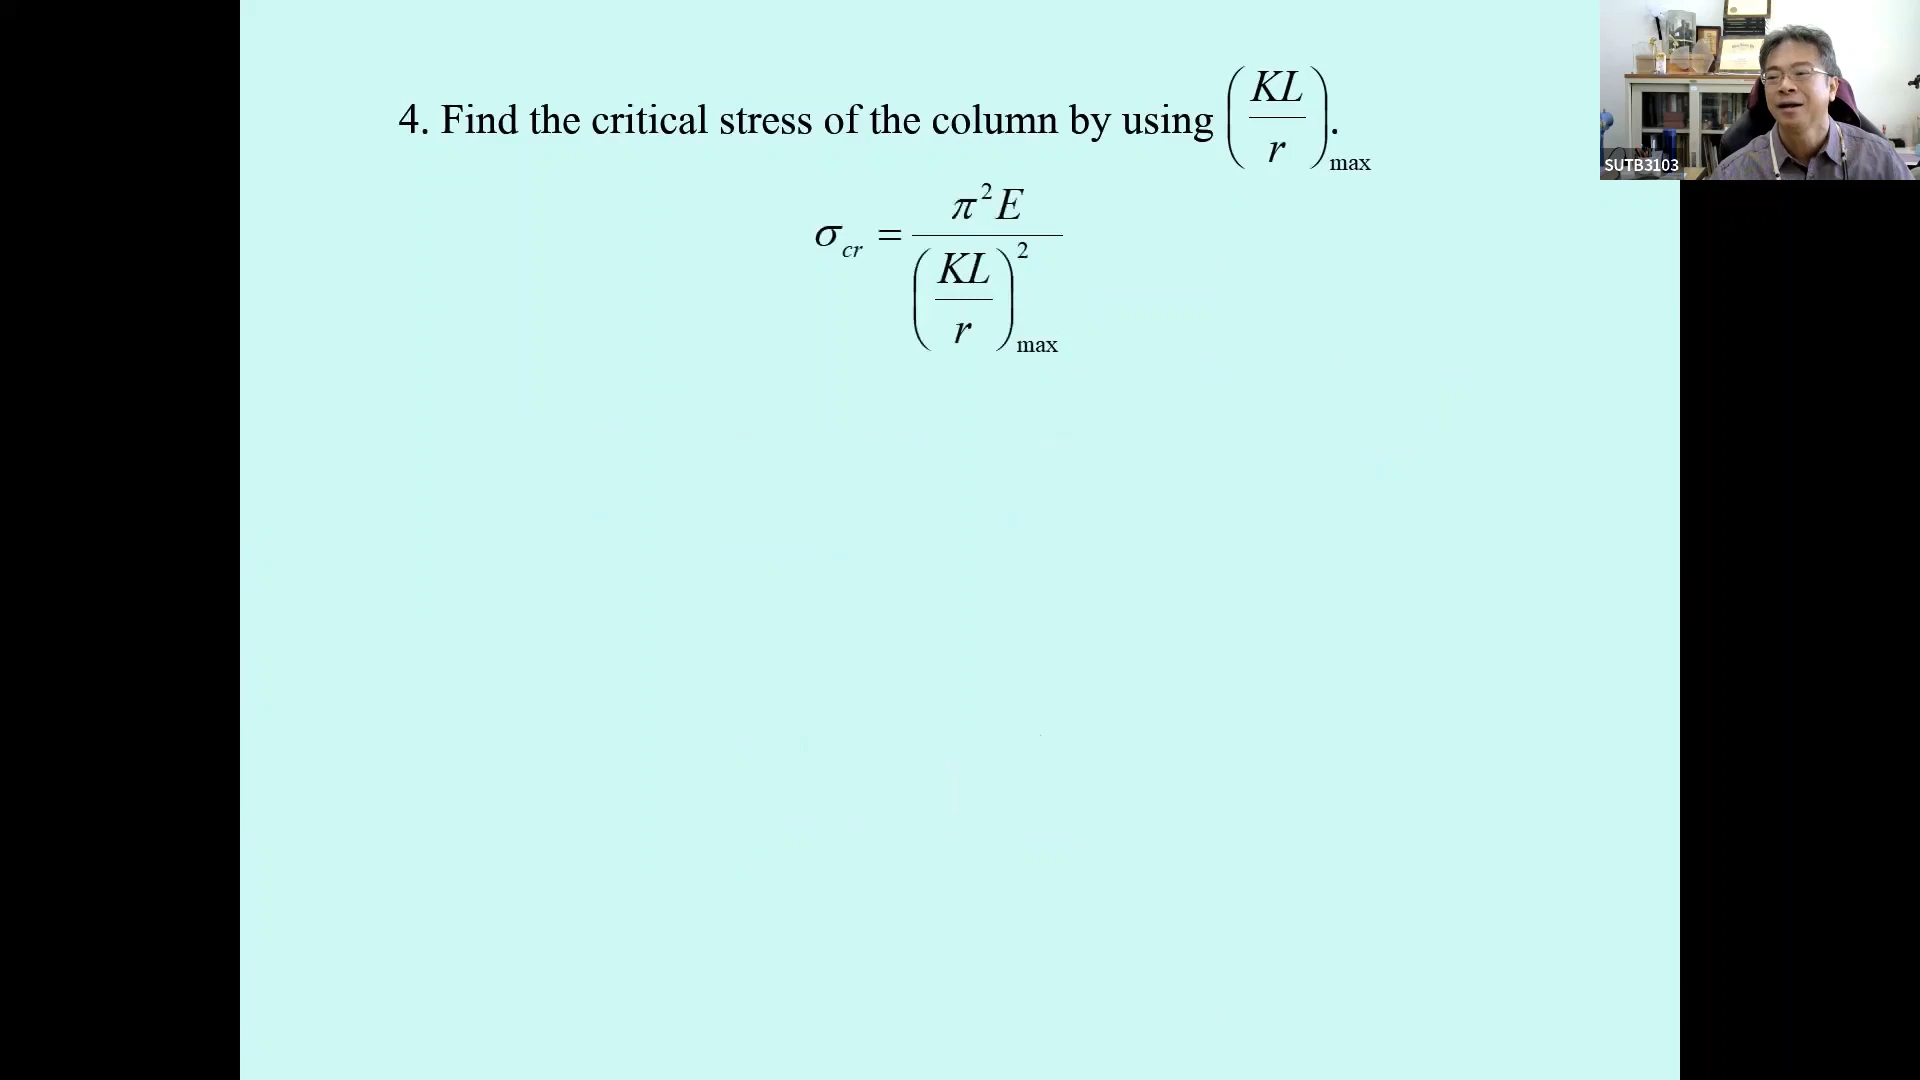 4. Find the critical stress of the column by using (KL/r)max.
σcr = π²E / (KL/r)²max
SUTB3103